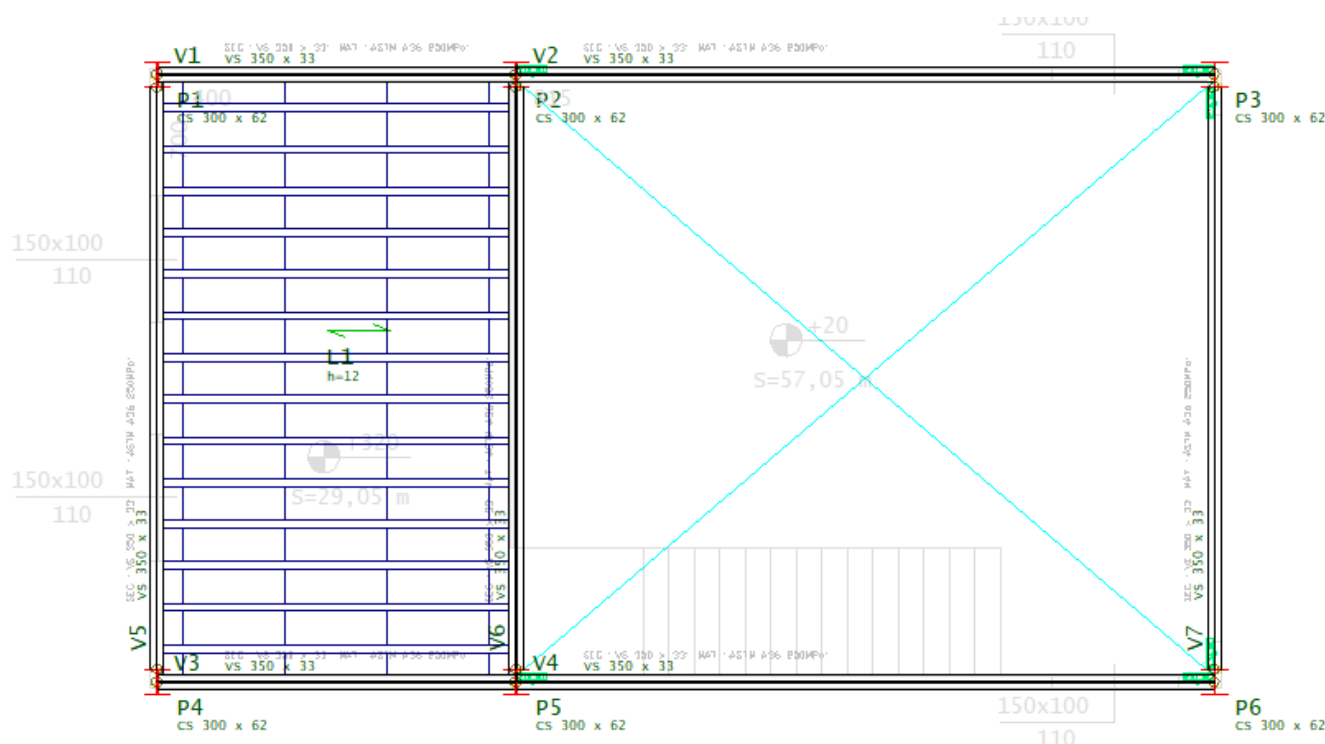 150x100
110
V1
VS 350 x 33
V2
VS 350 x 33
P1
CS 300 x 62
P2
CS 300 x 62
P3
CS 300 x 62
150x100
110
L1
h=12
+20
S=57,05 m
+320
S=29,05 m
150x100
110
VS 350 x 33
VS 350 x 33
VS 350 x 33
V5
V6
V7
V3
VS 350 x 33
V4
VS 350 x 33
P4
CS 300 x 62
P5
CS 300 x 62
150x100
110
P6
CS 300 x 62